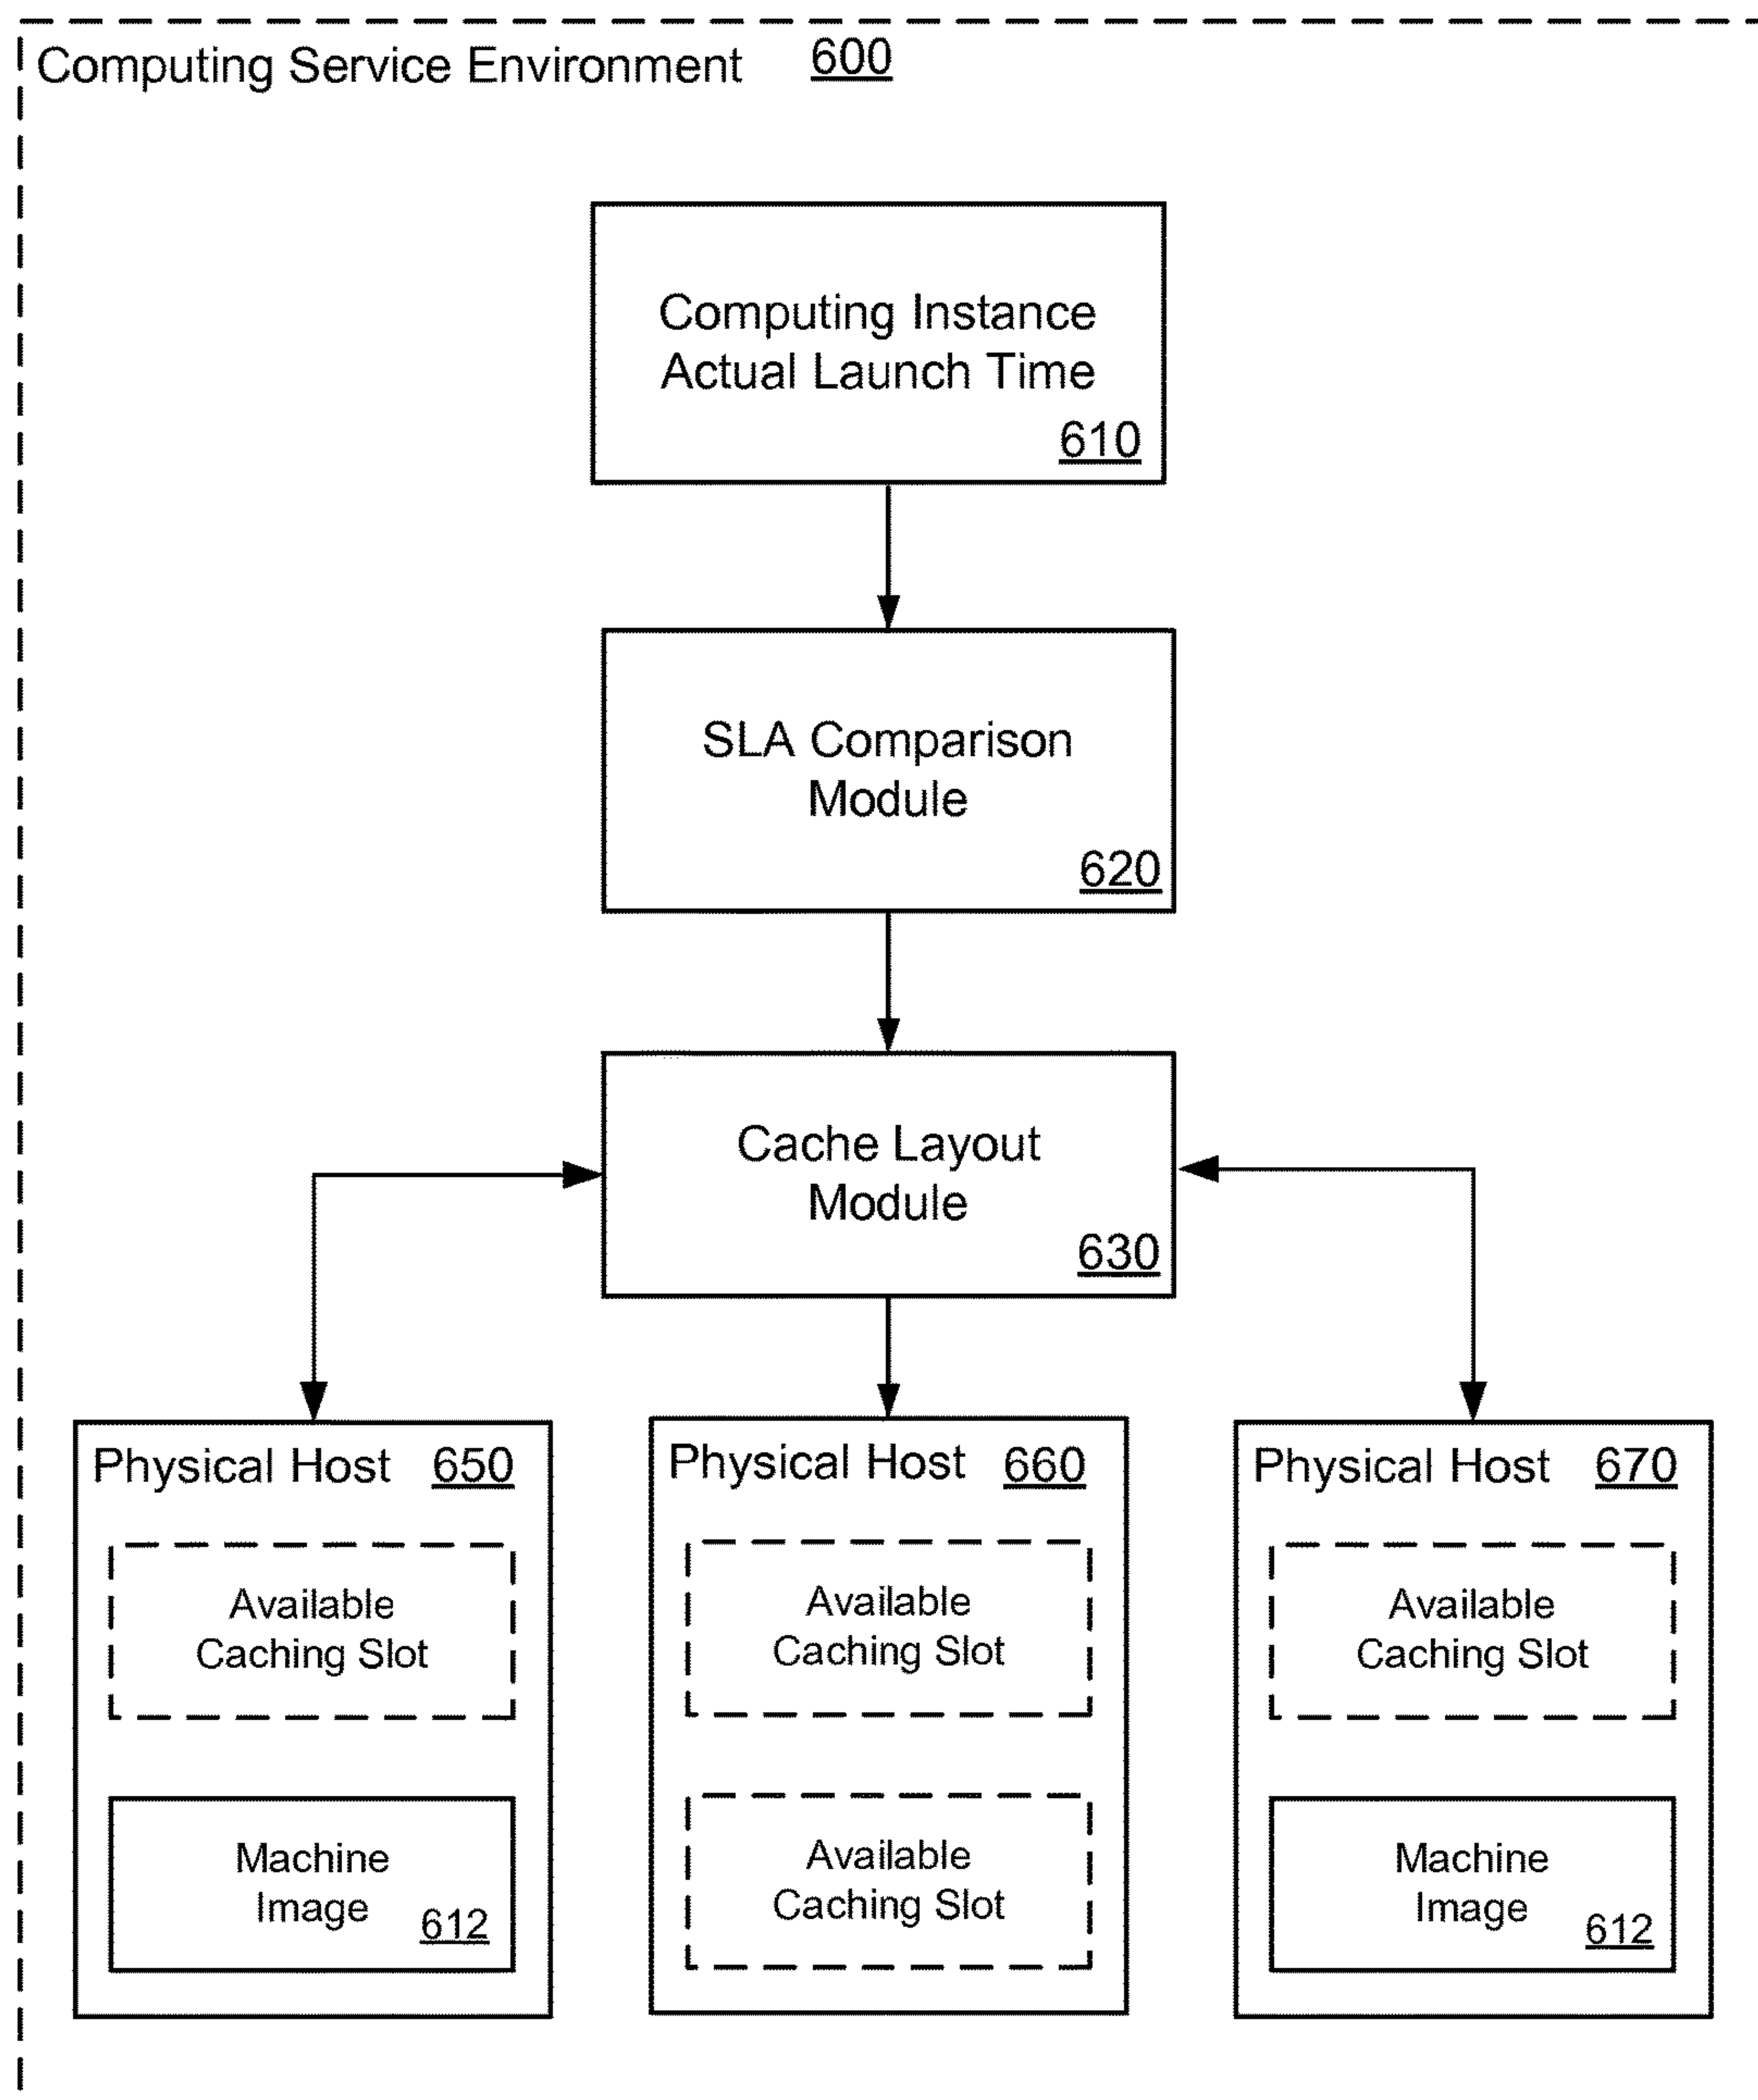 Computing Service Environment 600
Computing Instance
Actual Launch Time
610
SLA Comparison
Module
620
Cache Layout
Module
630
Physical Host 650
Available
Caching Slot
Machine
Image
612
Physical Host 660
Available
Caching Slot
Available
Caching Slot
Physical Host 670
Available
Caching Slot
Machine
Image
612